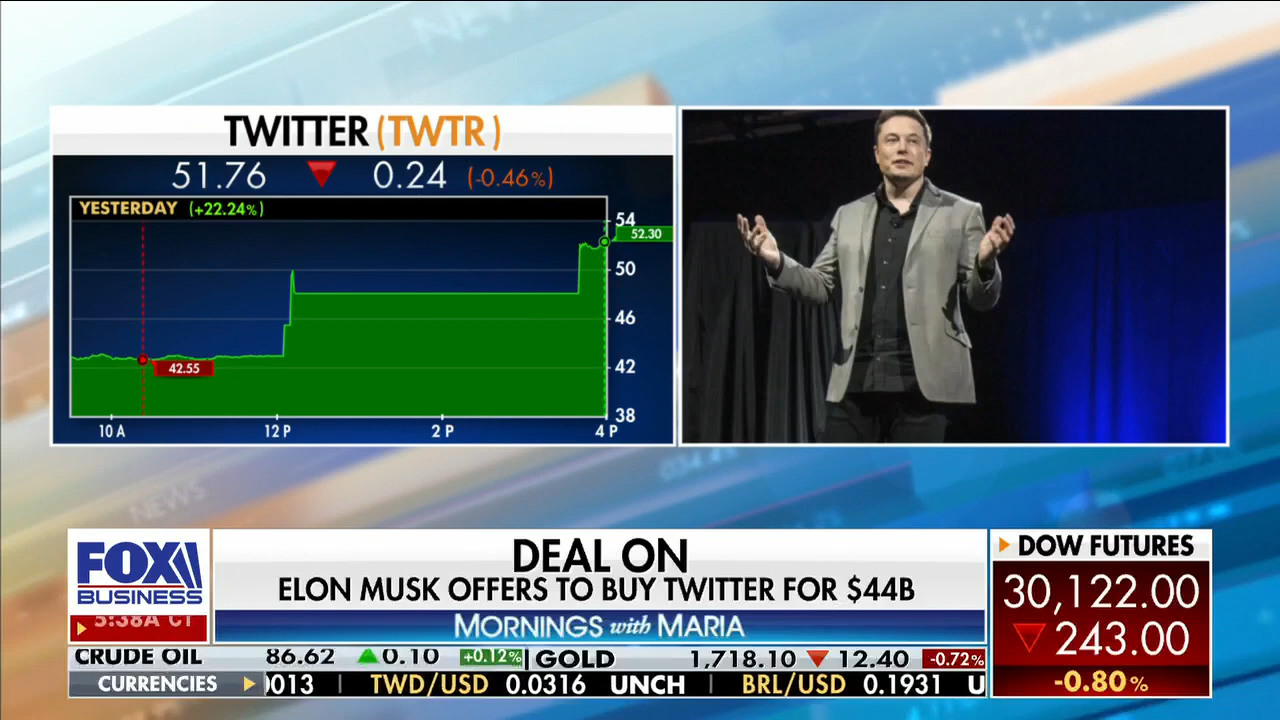 TWITTER (TWTR)
51.76 0.24 (-0.46%)
YESTERDAY (+22.24%)
54
52.30
50
46
42.55
42
38
10 A 12 P 2 P 4 P
NEWS
FOX BUSINESS
DEAL ON
ELON MUSK OFFERS TO BUY TWITTER FOR $44B
MORNINGS with MARIA
5:38A CT
DOW FUTURES
30,122.00
243.00
-0.80%
CRUDE OIL 86.62 0.10 +0.12% GOLD 1,718.10 12.40 -0.72%
CURRENCIES 0013 TWD/USD 0.0316 UNCH BRL/USD 0.1931 U